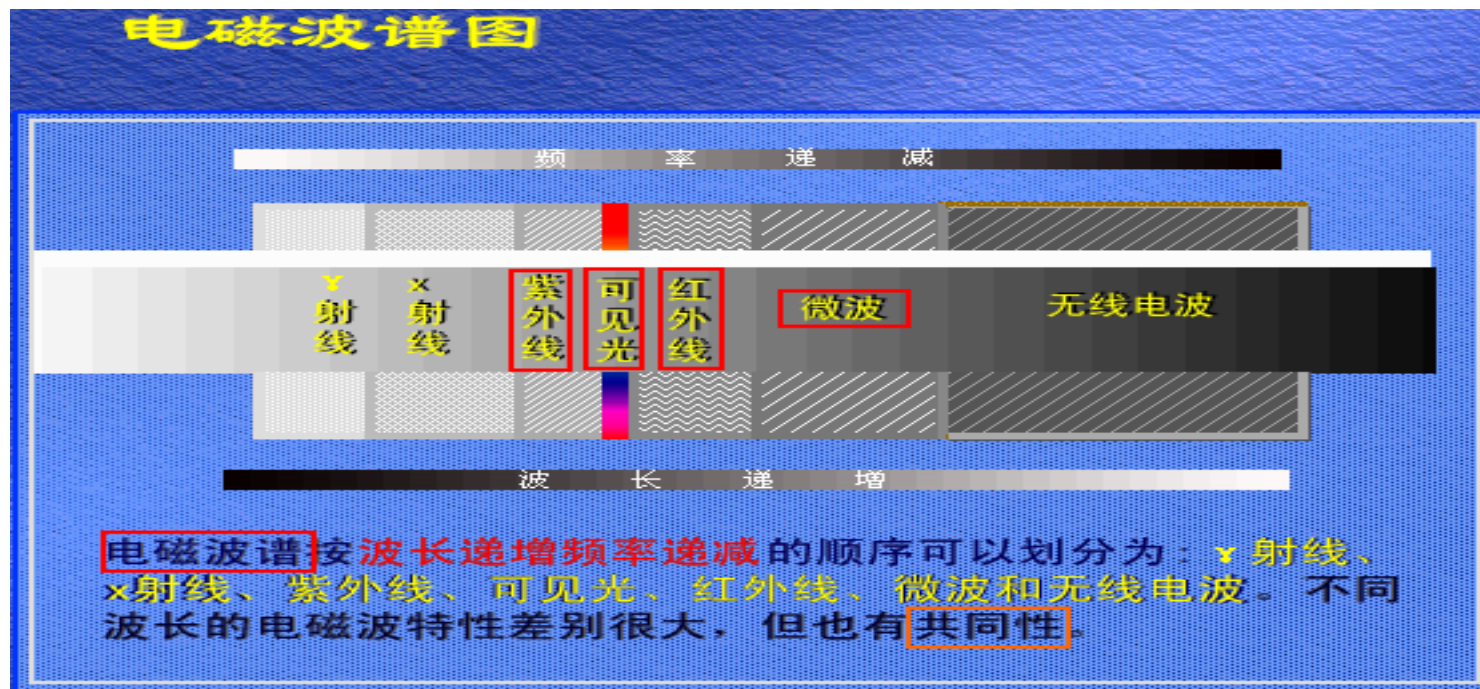 电磁波谱图
频率递减
γ射线 x射线 紫外线 可见光 红外线 微波 无线电波
波长递增
电磁波谱按波长递增频率递减的顺序可以划分为：γ射线、
x射线、紫外线、可见光、红外线、微波和无线电波。不同
波长的电磁波特性差别很大，但也有共同性。